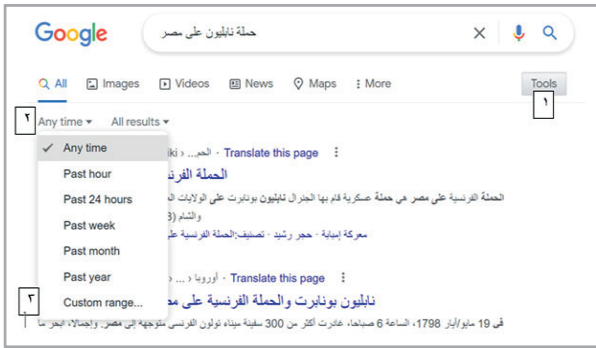 Google حملة نابليون على مصر
All Images Videos News Maps More Tools
١
٢
Any time All results
Any time
Past hour
Past 24 hours
Past week
Past month
Past year
Custom range...
٣
الحم... ‹ iki · Translate this page
الحملة الفرنس
الحملة الفرنسية على مصر هي حملة عسكرية قام بها الجنرال نابليون بونابرت على الولايات
والشام
معركة إمبابة · حجر رشيد · تصنيف:الحملة الفرنسية على
أوروبا ‹ ... · Translate this page
نابليون بونابرت والحملة الفرنسية على مص
في 19 مايو/أيار 1798، الساعة 6 صباحا، غادرت أكثر من 300 سفينة ميناء تولون الفرنسي متوجهة إلى مصر. وإجمالا، أبحر ما